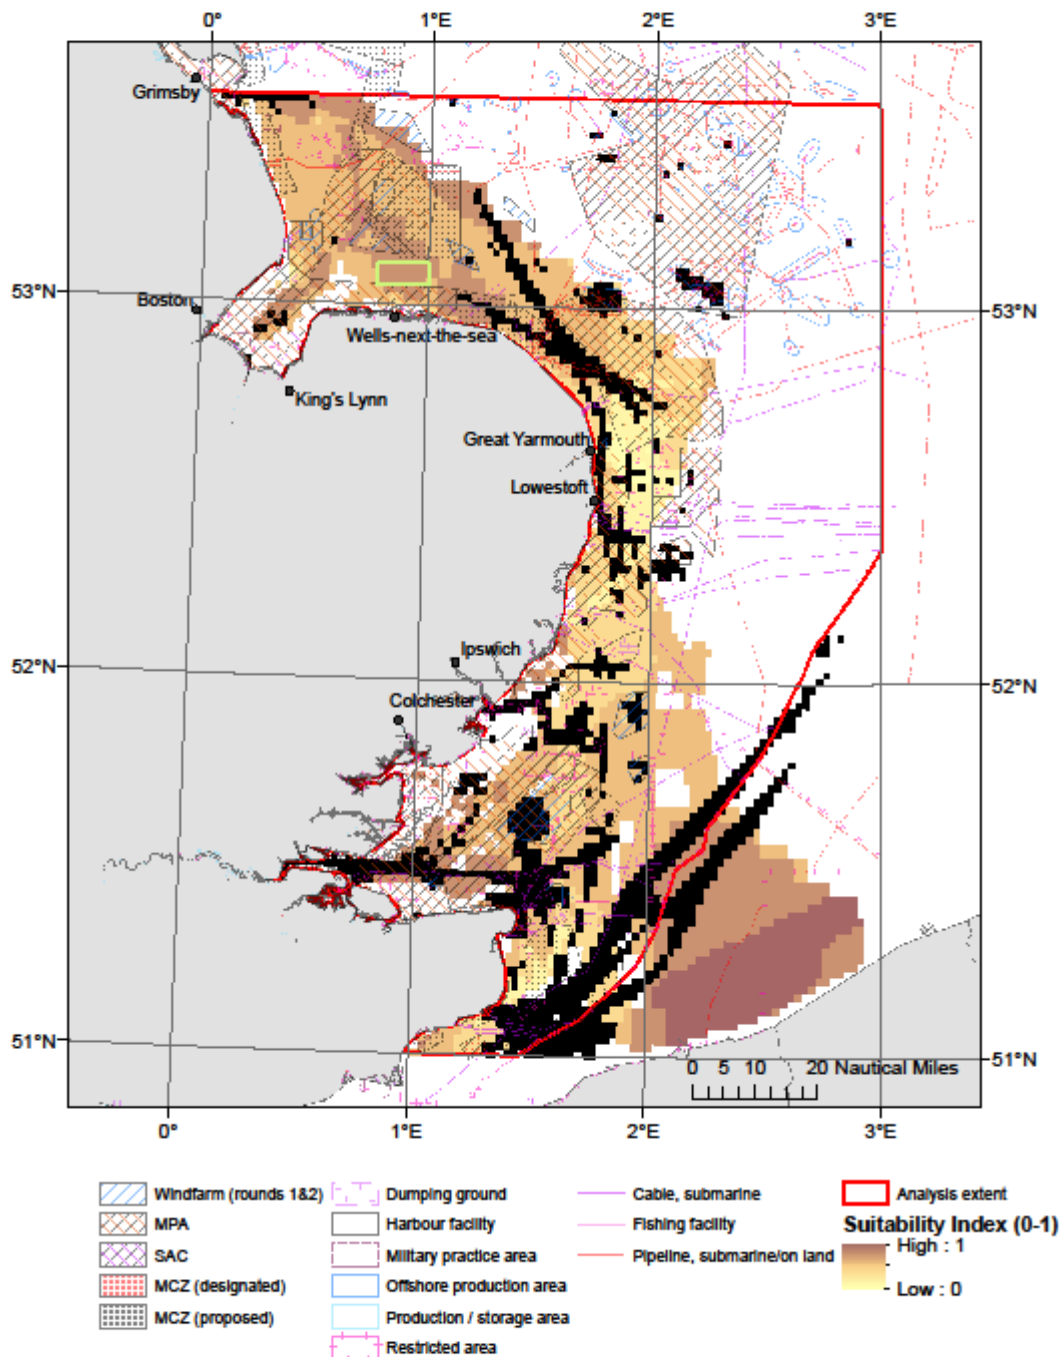 0° 1°E 2°E 3°E
Grimsby
53°N Boston 53°N
Wells-next-the-sea
King's Lynn
Great Yarmouth
Lowestoft
Ipswich
52°N 52°N
Colchester
51°N 51°N
0 5 10 20 Nautical Miles
0° 1°E 2°E 3°E
Windfarm (rounds 1&2) Dumping ground Cable, submarine Analysis extent
MPA Harbour facility Fishing facility Suitability Index (0-1)
SAC Military practice area Pipeline, submarine/on land High : 1
MCZ (designated) Offshore production area Low : 0
MCZ (proposed) Production / storage area
Restricted area